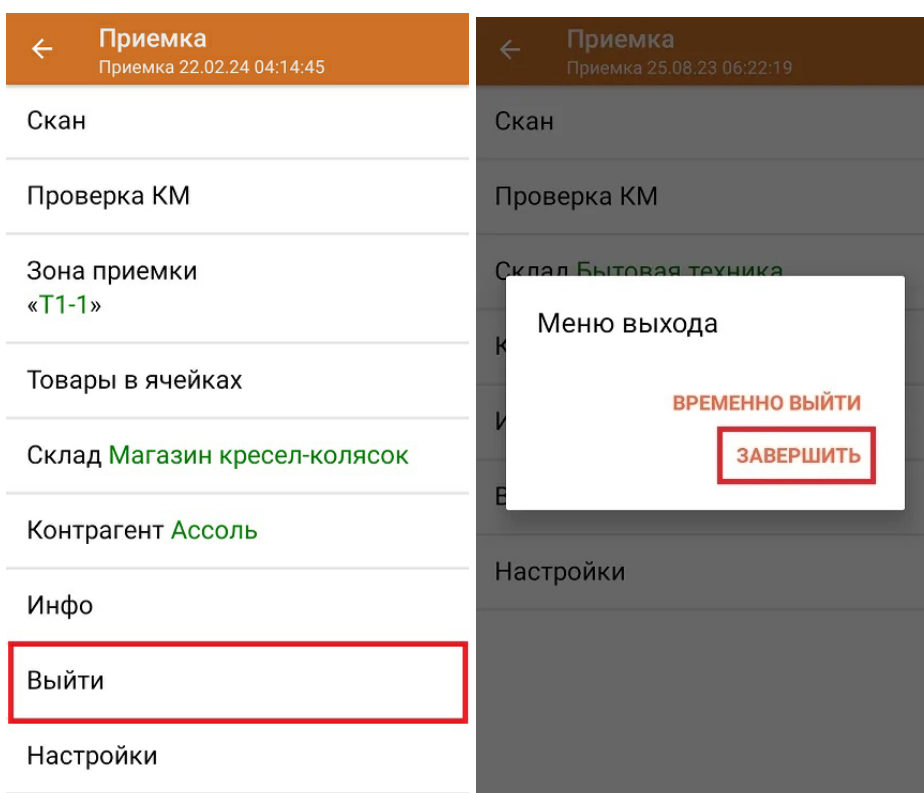 Приемка
Приемка 22.02.24 04:14:45
Скан
Проверка КМ
Зона приемки
«Т1-1»
Товары в ячейках
Склад Магазин кресел-колясок
Контрагент Ассоль
Инфо
Выйти
Настройки
Приемка
Приемка 25.08.23 06:22:19
Скан
Проверка КМ
Склад Бытовая техника
Меню выхода
ВРЕМЕННО ВЫЙТИ
ЗАВЕРШИТЬ
Настройки